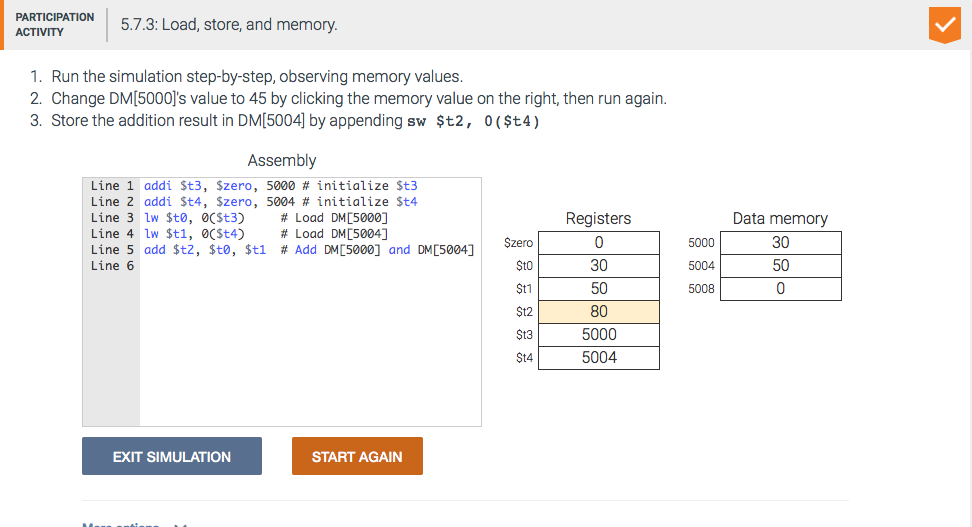 PARTICIPATION
ACTIVITY
5.7.3: Load, store, and memory.
1. Run the simulation step-by-step, observing memory values.
2. Change DM[5000]'s value to 45 by clicking the memory value on the right, then run again.
3. Store the addition result in DM[5004] by appending sw $t2, 0($t4)
Assembly
Line 1 addi $t3, $zero, 5000 # initialize $t3
Line 2 addi $t4, $zero, 5004 # initialize $t4
Line 3 lw $t0, 0($t3) # Load DM[5000]
Line 4 lw $t1, 0($t4) # Load DM[5004]
Line 5 add $t2, $t0, $t1 # Add DM[5000] and DM[5004]
Line 6
Registers
$zero 0
$t0 30
$t1 50
$t2 80
$t3 5000
$t4 5004
Data memory
5000 30
5004 50
5008 0
EXIT SIMULATION
START AGAIN
More options